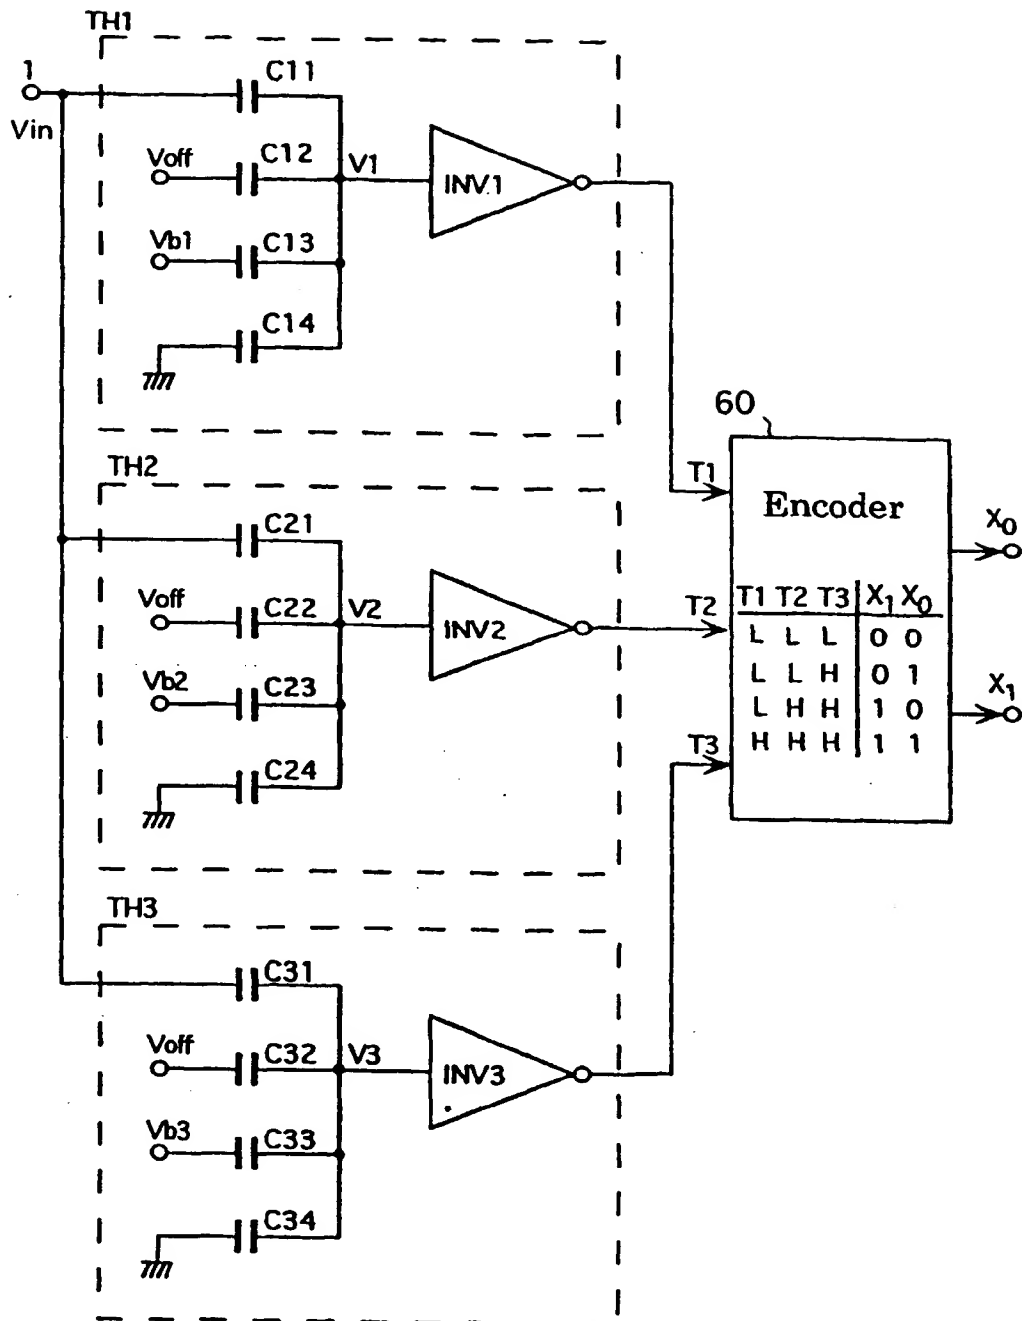 TH1
1
Vin
C11
Voff
C12
V1
INV.1
Vb1
C13
C14
60
TH2
C21
Voff
C22
V2
INV2
Vb2
C23
C24
T1
T2
T3
Encoder
T1 T2 T3 X1 X0
L L L 0 0
L L H 0 1
L H H 1 0
H H H 1 1
X0
X1
TH3
C31
Voff
C32
V3
INV3
Vb3
C33
C34